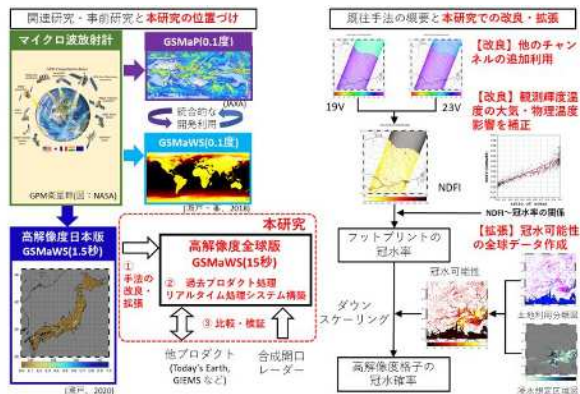 関連研究・事前研究と本研究の位置づけ
マイクロ波放射計
GPM衛星群(図:NASA)
GSMaP(0.1度)
(JAXA)
統合的な
開発利用
GSMaWS(0.1度)
高解像度日本版
GSMaWS(1.5秒)
[瀬戸, 2020]
①
手法の
改良・
拡張
本研究
高解像度全球版
GSMaWS(15秒)
② 過去プロダクト処理
リアルタイム処理システム構築
③ 比較・検証
他プロダクト
(Today's Earth,
GIEMS など)
合成開口
レーダー
既往手法の概要と本研究での改良・拡張
19V
23V
【改良】他のチャ
ンネルの追加利用
【改良】観測輝度温
度の大気・物理温度
影響を補正
NDFI
NDFI~冠水率の関係
フットプリントの
冠水率
【拡張】冠水可能性
の全球データ作成
冠水可能性
ダウン
スケーリング
土地利用分類図
浸水想定区域図
高解像度格子の
冠水確率